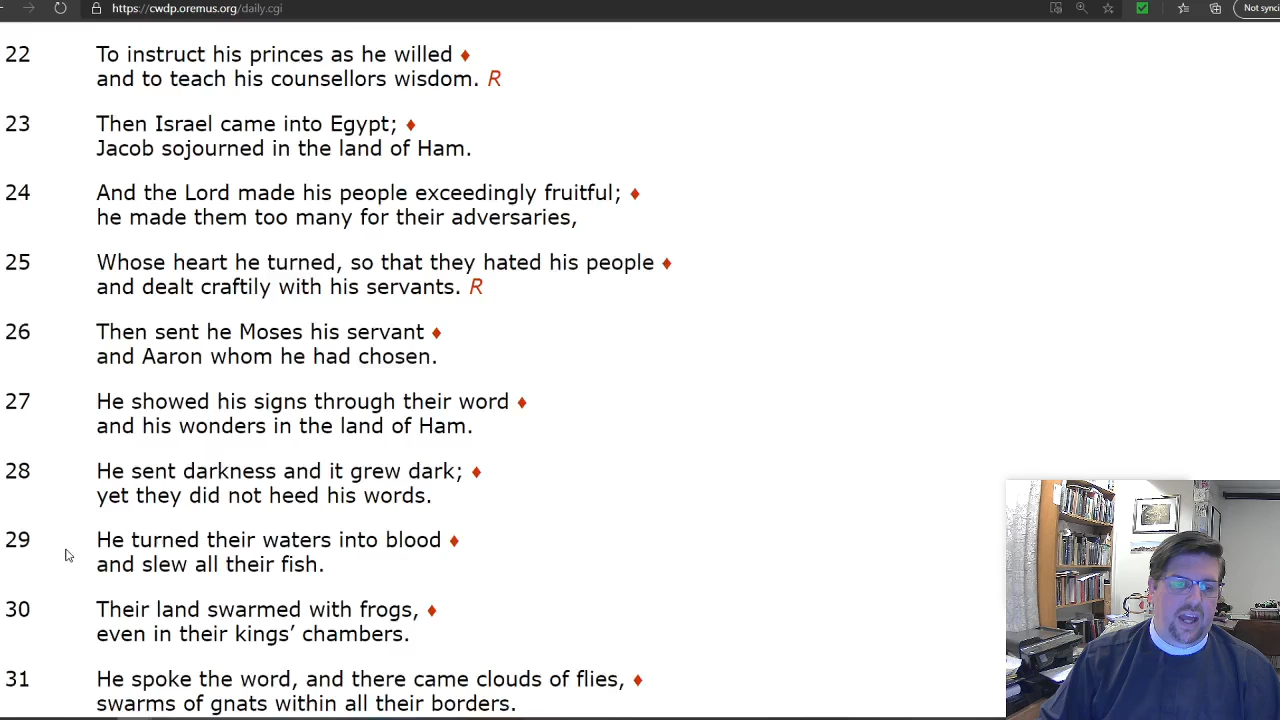 https://cwdp.oremus.org/daily.cgi
Not synci
22 To instruct his princes as he willed ♦
and to teach his counsellors wisdom. R
23 Then Israel came into Egypt; ♦
Jacob sojourned in the land of Ham.
24 And the Lord made his people exceedingly fruitful; ♦
he made them too many for their adversaries,
25 Whose heart he turned, so that they hated his people ♦
and dealt craftily with his servants. R
26 Then sent he Moses his servant ♦
and Aaron whom he had chosen.
27 He showed his signs through their word ♦
and his wonders in the land of Ham.
28 He sent darkness and it grew dark; ♦
yet they did not heed his words.
29 He turned their waters into blood ♦
and slew all their fish.
30 Their land swarmed with frogs, ♦
even in their kings’ chambers.
31 He spoke the word, and there came clouds of flies, ♦
swarms of gnats within all their borders.